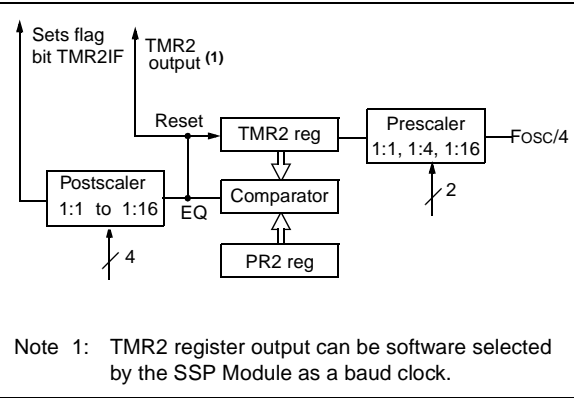 Sets flag
bit TMR2IF
TMR2
output (1)
Reset
TMR2 reg
Prescaler
1:1, 1:4, 1:16
FOSC/4
2
Postscaler
1:1 to 1:16
EQ
Comparator
4
PR2 reg
Note 1: TMR2 register output can be software selected
by the SSP Module as a baud clock.